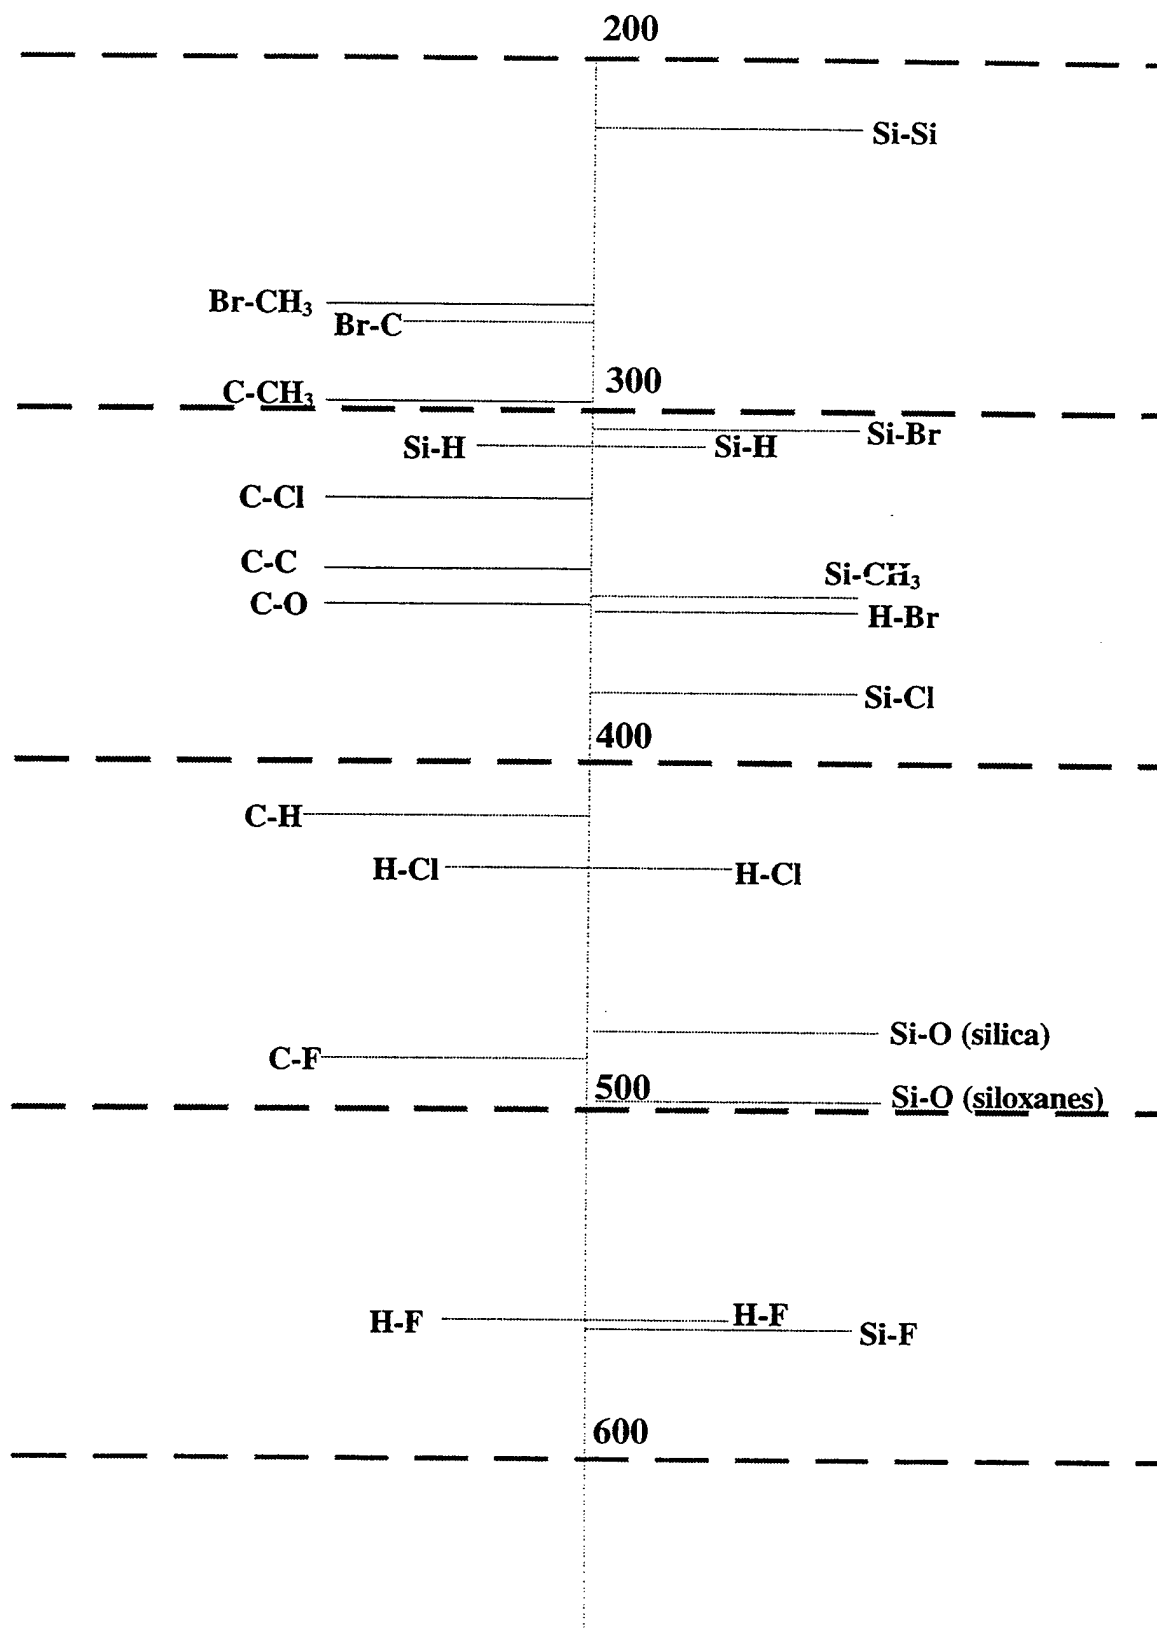 200
Si-Si
Br-CH₃
Br-C
300
C-CH₃
Si-Br
Si-H
Si-H
C-Cl
C-C
Si-CH₃
C-O
H-Br
Si-Cl
400
C-H
H-Cl
H-Cl
Si-O (silica)
C-F
500
Si-O (siloxanes)
H-F
H-F
Si-F
600